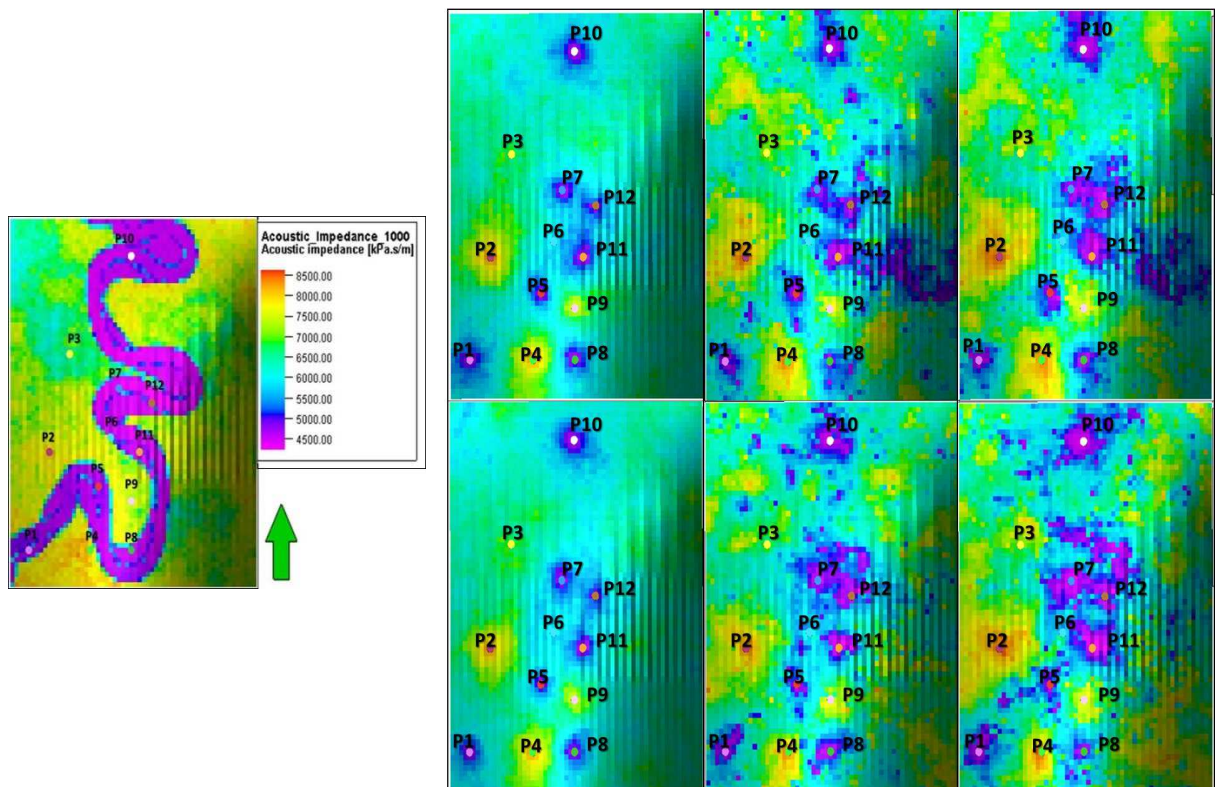 P10
P3
P7
P12
P6
P11
P2
P5
P9
P4
P8
P1
Acoustic_Impedance_1000
Acoustic impedance [kPa.s/m]
8500.00
8000.00
7500.00
7000.00
6500.00
6000.00
5500.00
5000.00
4500.00
P10
P3
P7
P12
P6
P2
P11
P5
P9
P1
P4
P8
P10
P3
P7
P12
P6
P2
P11
P5
P9
P1
P4
P8
P10
P3
P7
P12
P6
P2
P11
P5
P9
P1
P4
P8
P10
P3
P7
P12
P6
P2
P11
P5
P9
P1
P4
P8
P10
P3
P7
P12
P6
P2
P11
P5
P9
P1
P4
P8
P10
P3
P7
P12
P6
P2
P11
P5
P9
P1
P4
P8